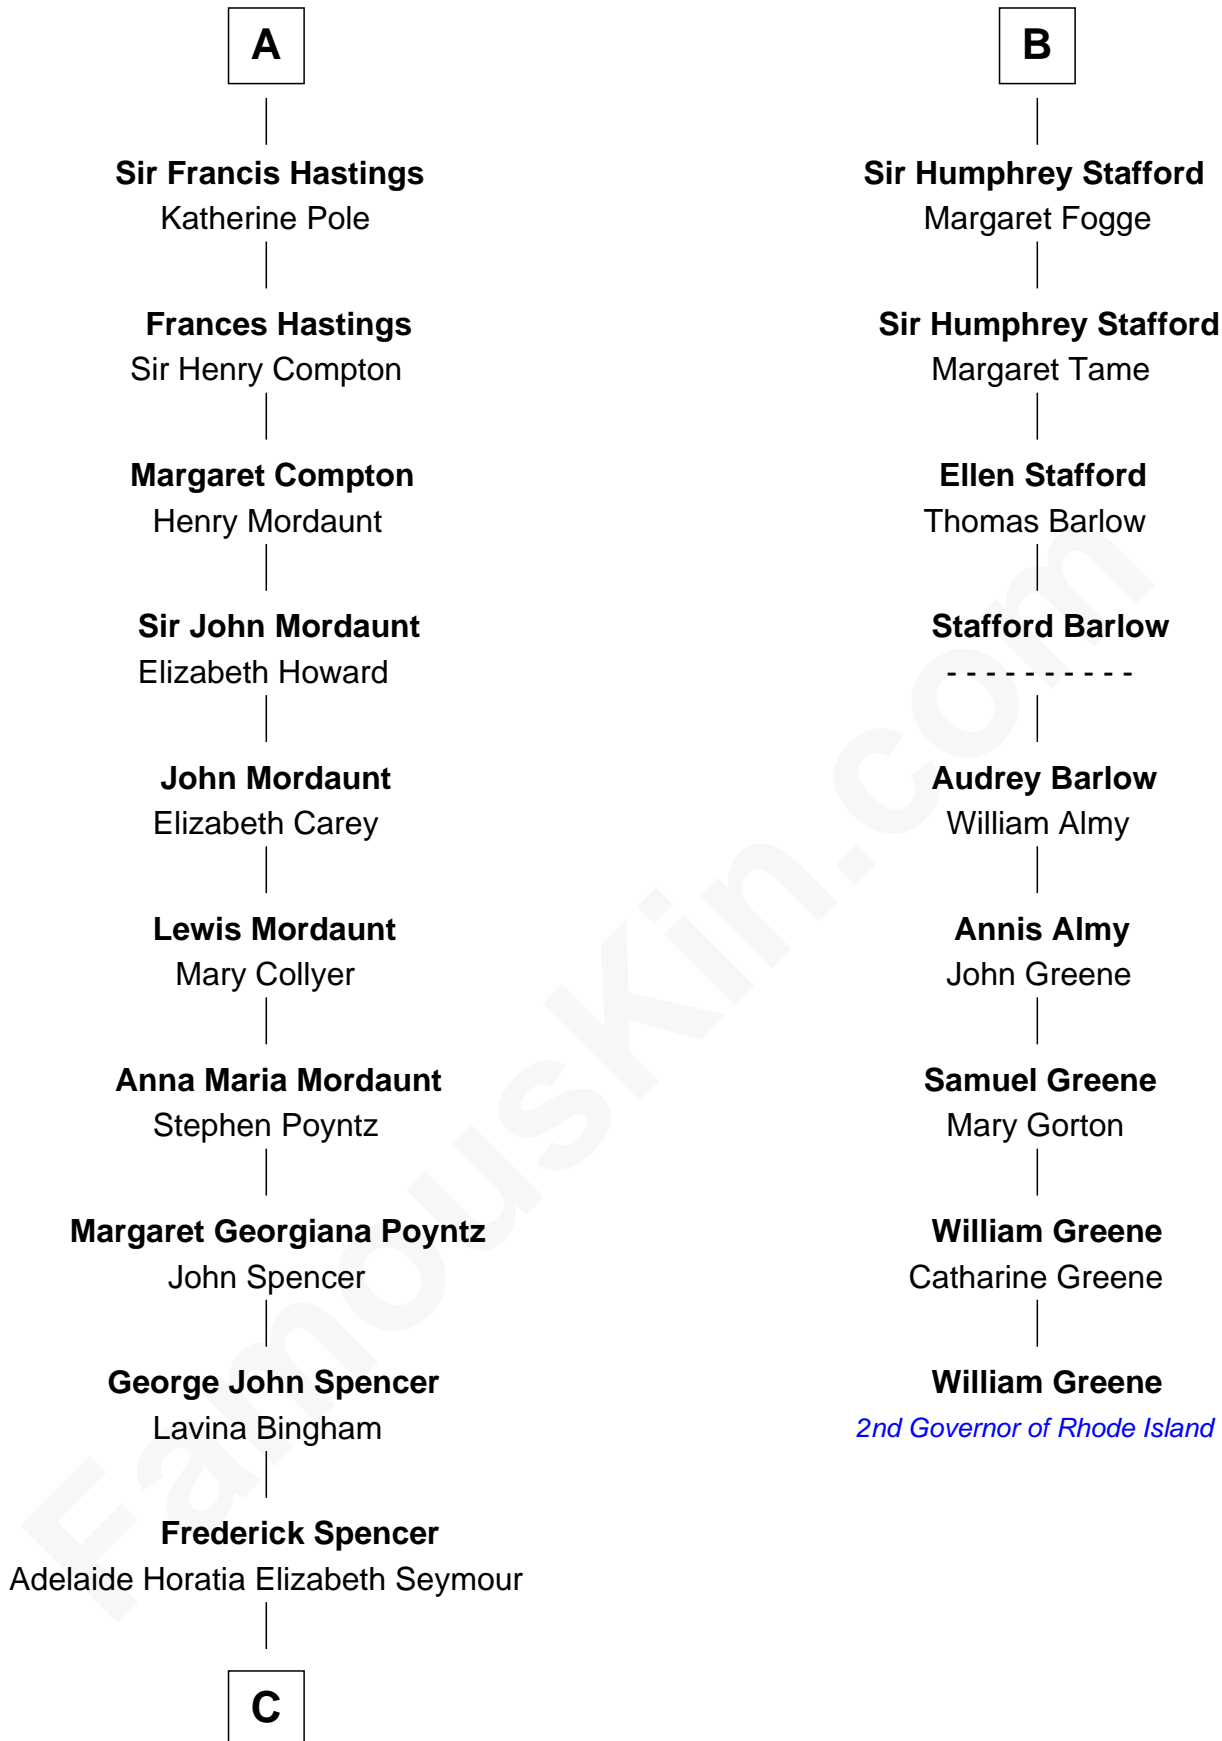 A
Sir Francis Hastings
Katherine Pole
Frances Hastings
Sir Henry Compton
Margaret Compton
Henry Mordaunt
Sir John Mordaunt
Elizabeth Howard
John Mordaunt
Elizabeth Carey
Lewis Mordaunt
Mary Collyer
Anna Maria Mordaunt
Stephen Poyntz
Margaret Georgiana Poyntz
John Spencer
George John Spencer
Lavina Bingham
Frederick Spencer
Adelaide Horatia Elizabeth Seymour
C
B
Sir Humphrey Stafford
Margaret Fogge
Sir Humphrey Stafford
Margaret Tame
Ellen Stafford
Thomas Barlow
Stafford Barlow
- - - - - - - - - -
Audrey Barlow
William Almy
Annis Almy
John Greene
Samuel Greene
Mary Gorton
William Greene
Catharine Greene
William Greene
2nd Governor of Rhode Island
FamousKin.com